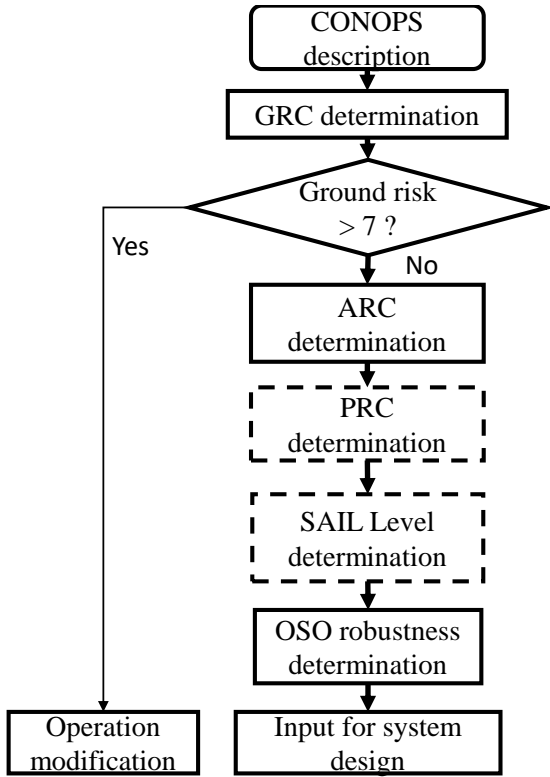 CONOPS
description
GRC determination
Ground risk
> 7 ?
Yes
No
ARC
determination
PRC
determination
SAIL Level
determination
OSO robustness
determination
Operation
modification
Input for system
design